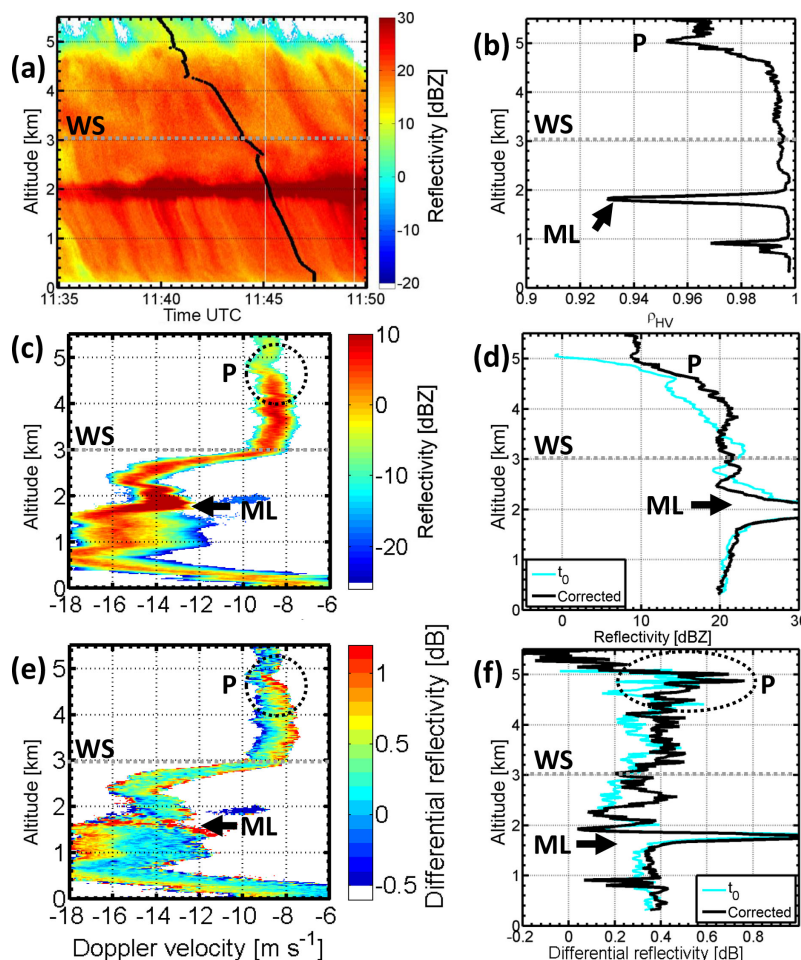 (a)
WS
Altitude [km]
5
4
3
2
1
0
11:35
11:40
11:45
11:50
Time UTC
30
20
10
0
-10
-20
Reflectivity [dBZ]
(b)
P
WS
ML
Altitude [km]
5
4
3
2
1
0
0.9
0.92
0.94
0.96
0.98
1
ρHV
(c)
P
WS
ML
Altitude [km]
5
4
3
2
1
0
-18
-16
-14
-12
-10
-8
-6
10
0
-10
-20
Reflectivity [dBZ]
(d)
P
WS
ML
Altitude [km]
5
4
3
2
1
0
t0
Corrected
0
10
20
30
Reflectivity [dBZ]
(e)
P
WS
ML
Altitude [km]
5
4
3
2
1
0
-18
-16
-14
-12
-10
-8
-6
Doppler velocity [m s-1]
1
0.5
0
-0.5
Differential reflectivity [dB]
(f)
P
WS
ML
Altitude [km]
5
4
3
2
1
0
t0
Corrected
-0.2
0
0.2
0.4
0.6
0.8
Differential reflectivity [dB]